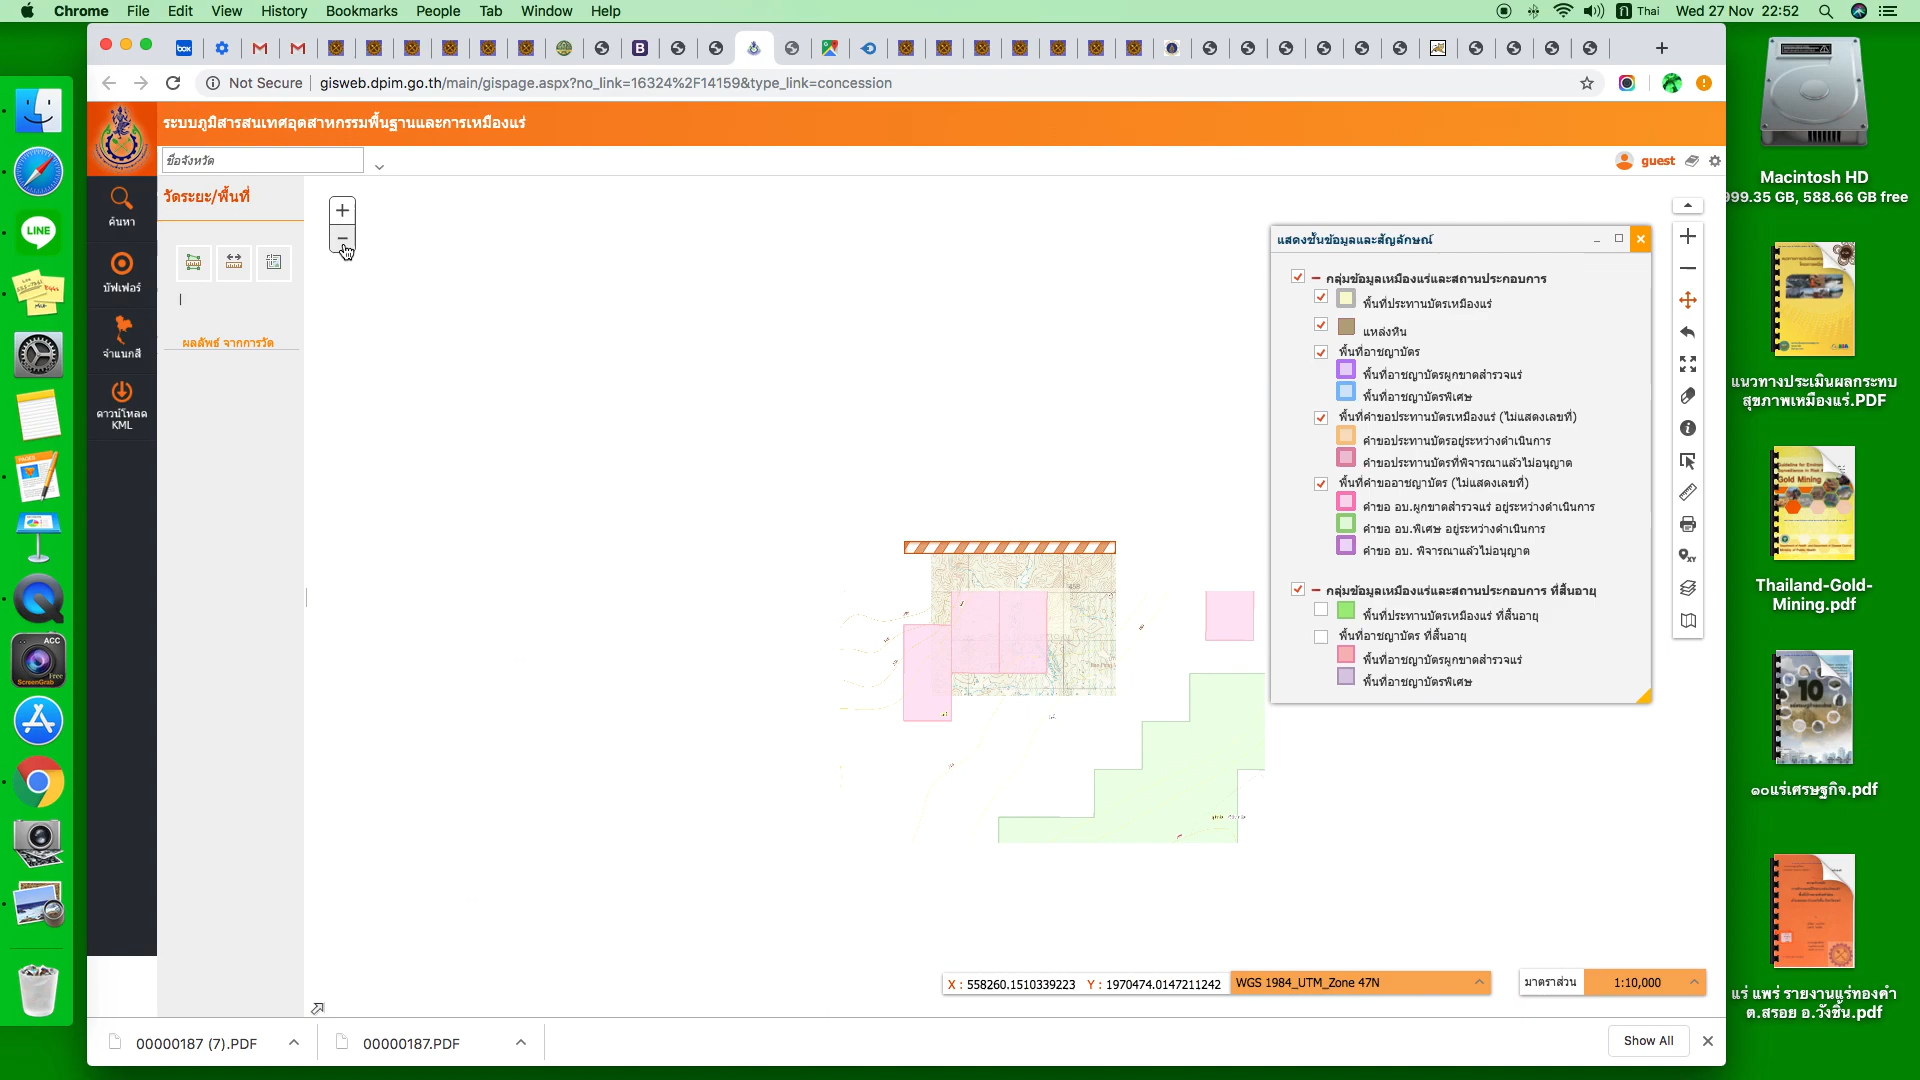 Chrome File Edit View History Bookmarks People Tab Window Help
Thai Wed 27 Nov 22:52
Not Secure | gisweb.dpim.go.th/main/gispage.aspx?no_link=16324%2F14159&type_link=concession
ระบบภูมิสารสนเทศอุตสาหกรรมพื้นฐานและการเหมืองแร่
ชื่อจังหวัด
guest
วัดระยะ/พื้นที่
ค้นหา
บัฟเฟอร์
จำแนกสี
ดาวน์โหลด
KML
ผลลัพธ์ จากการวัด
แสดงชั้นข้อมูลและสัญลักษณ์
กลุ่มข้อมูลเหมืองแร่และสถานประกอบการ
พื้นที่ประทานบัตรเหมืองแร่
แหล่งหิน
พื้นที่อาชญาบัตร
พื้นที่อาชญาบัตรผูกขาดสำรวจแร่
พื้นที่อาชญาบัตรพิเศษ
พื้นที่คำขอประทานบัตรเหมืองแร่ (ไม่แสดงเลขที่)
คำขอประทานบัตรอยู่ระหว่างดำเนินการ
คำขอประทานบัตรที่พิจารณาแล้วไม่อนุญาต
พื้นที่คำขออาชญาบัตร (ไม่แสดงเลขที่)
คำขอ อบ.ผูกขาดสำรวจแร่ อยู่ระหว่างดำเนินการ
คำขอ อบ.พิเศษ อยู่ระหว่างดำเนินการ
คำขอ อบ. พิจารณาแล้วไม่อนุญาต
กลุ่มข้อมูลเหมืองแร่และสถานประกอบการ ที่สิ้นอายุ
พื้นที่ประทานบัตรเหมืองแร่ ที่สิ้นอายุ
พื้นที่อาชญาบัตร ที่สิ้นอายุ
พื้นที่อาชญาบัตรผูกขาดสำรวจแร่
พื้นที่อาชญาบัตรพิเศษ
458
X : 558260.1510339223 Y : 1970474.0147211242 WGS 1984_UTM_Zone 47N
มาตราส่วน 1:10,000
00000187 (7).PDF
00000187.PDF
Show All
Macintosh HD
999.35 GB, 588.66 GB free
แนวทางประเมินผลกระทบ
สุขภาพเหมืองแร่.PDF
Gold Mining
Thailand-Gold-
Mining.pdf
10
๑๐แร่เศรษฐกิจ.pdf
แร่ แพร่ รายงานแร่ทองคำ
ต.สรอย อ.วังชิ้น.pdf
LINE
PAGES
ACC
ScreenGrab
Free
box